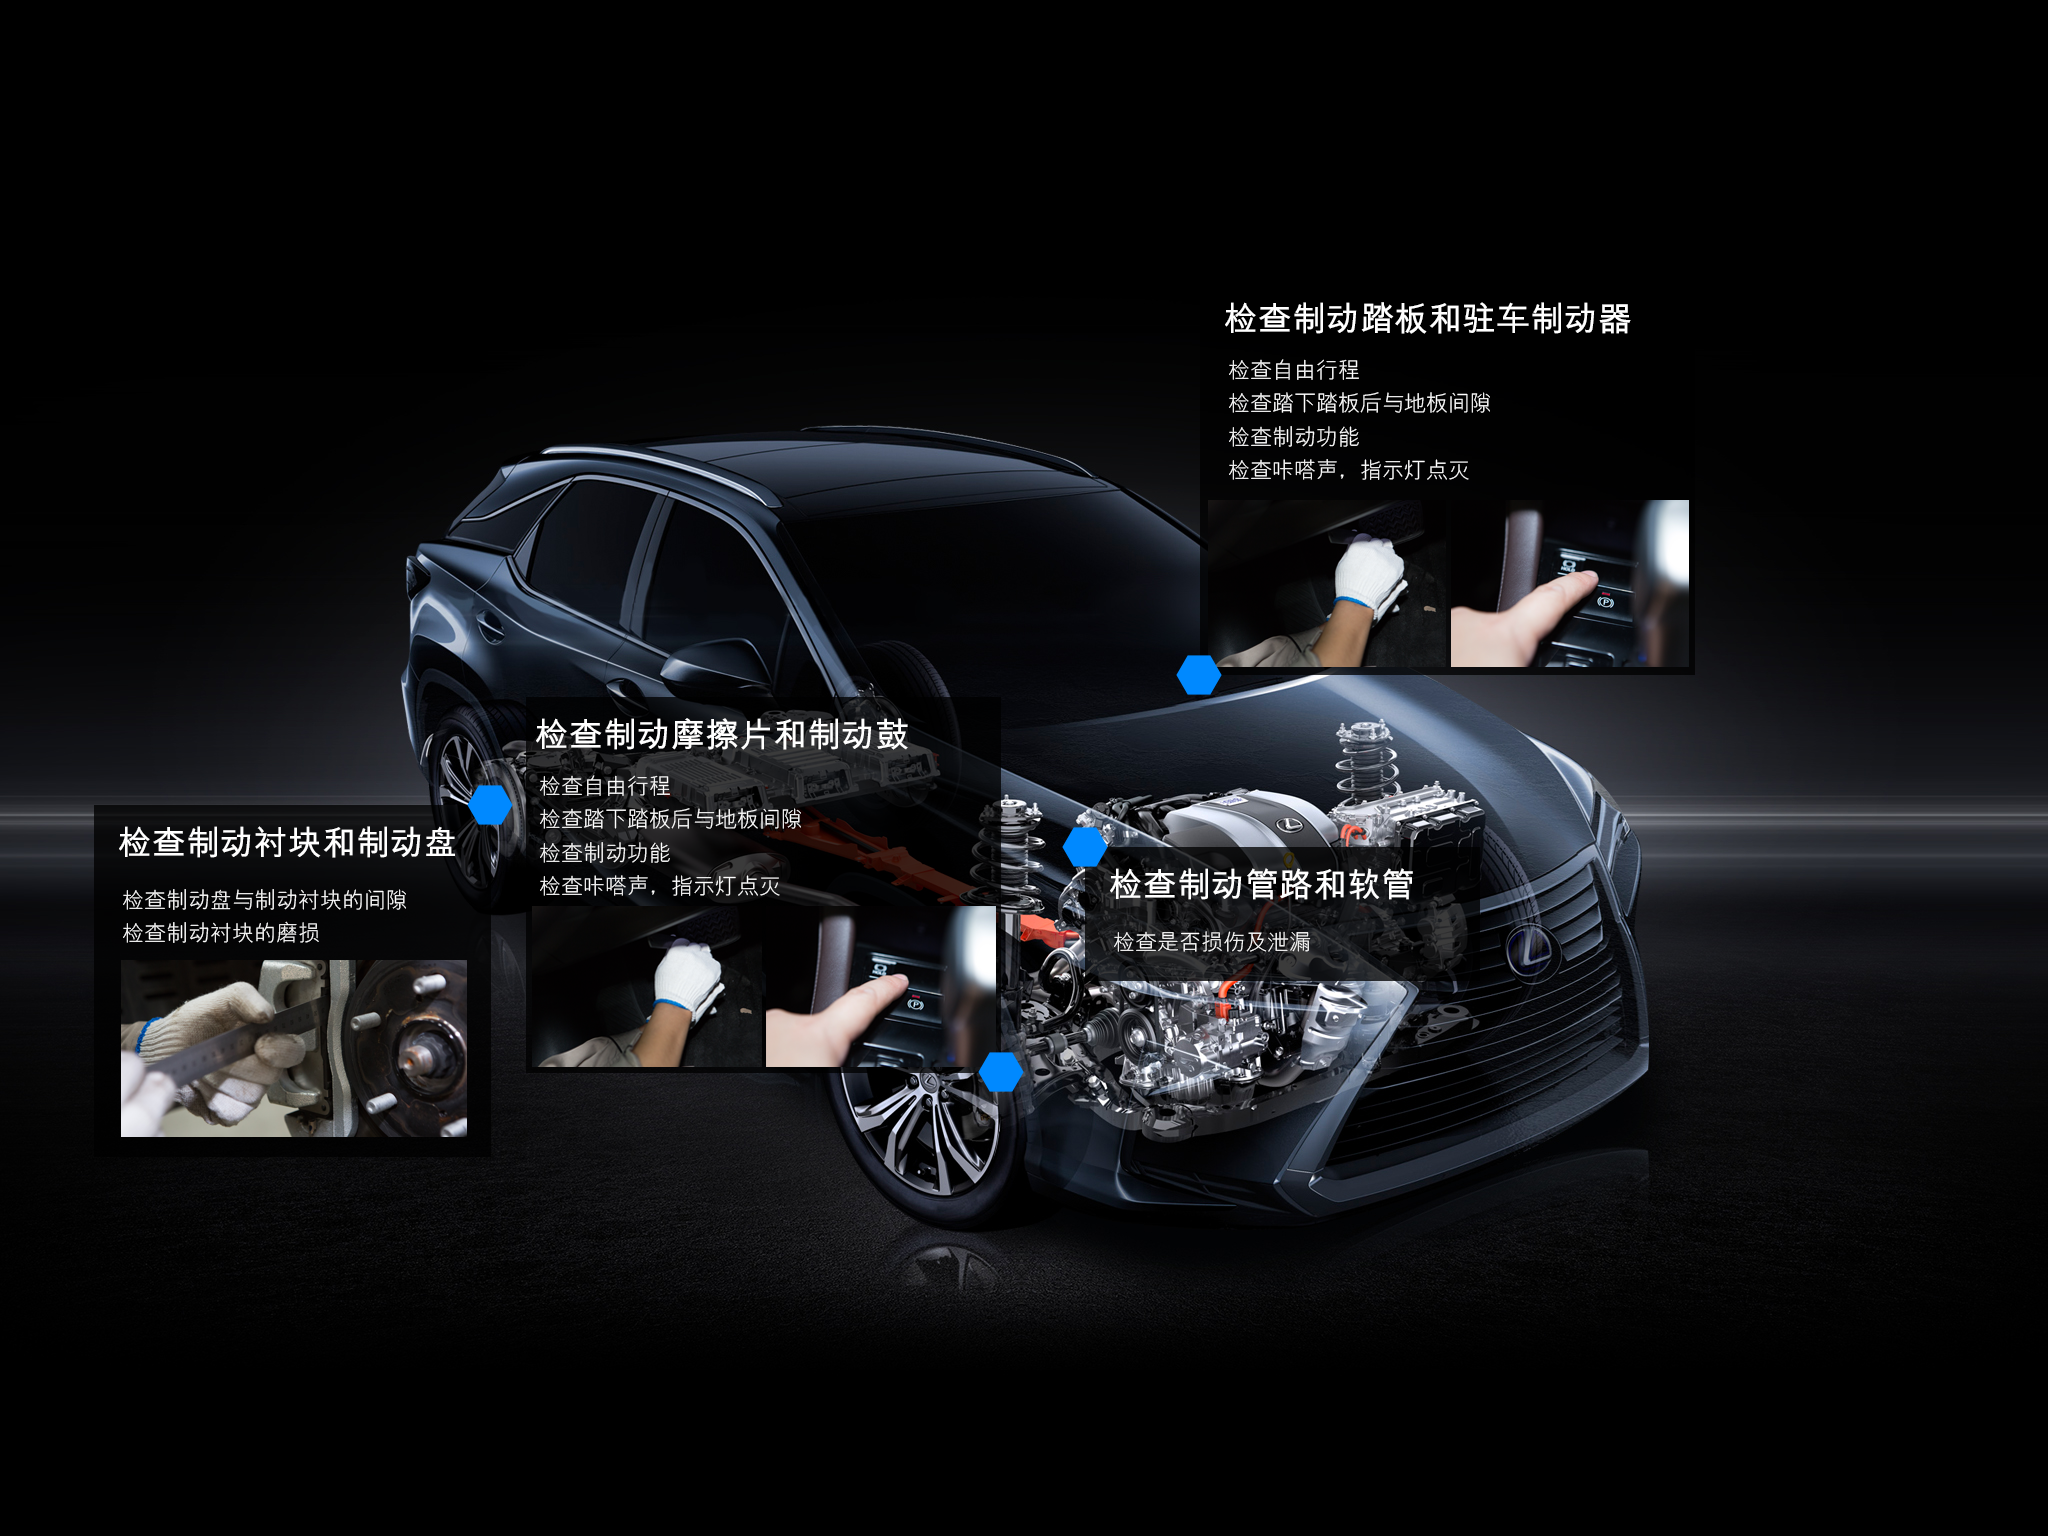 检查制动踏板和驻车制动器
检查自由行程
检查踏下踏板后与地板间隙
检查制动功能
检查咔嗒声，指示灯点灭
HOLD
P
检查制动摩擦片和制动鼓
检查自由行程
检查踏下踏板后与地板间隙
检查制动功能
检查咔嗒声，指示灯点灭
P
检查制动衬块和制动盘
检查制动盘与制动衬块的间隙
检查制动衬块的磨损
检查制动管路和软管
检查是否损伤及泄漏